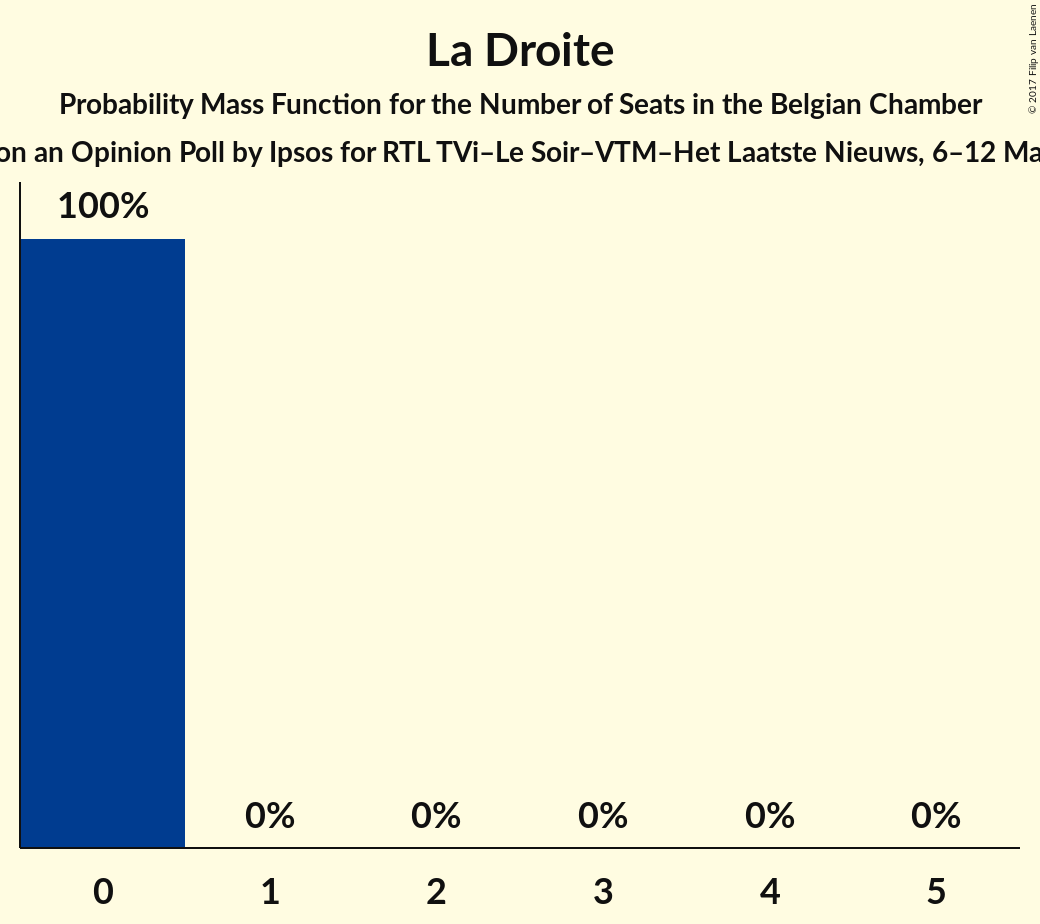 La Droite
Probability Mass Function for the Number of Seats in the Belgian Chamber
on an Opinion Poll by Ipsos for RTL TVi–Le Soir–VTM–Het Laatste Nieuws, 6–12 Ma
© 2017 Filip van Laenen
100%
0% 0% 0% 0% 0%
0 1 2 3 4 5